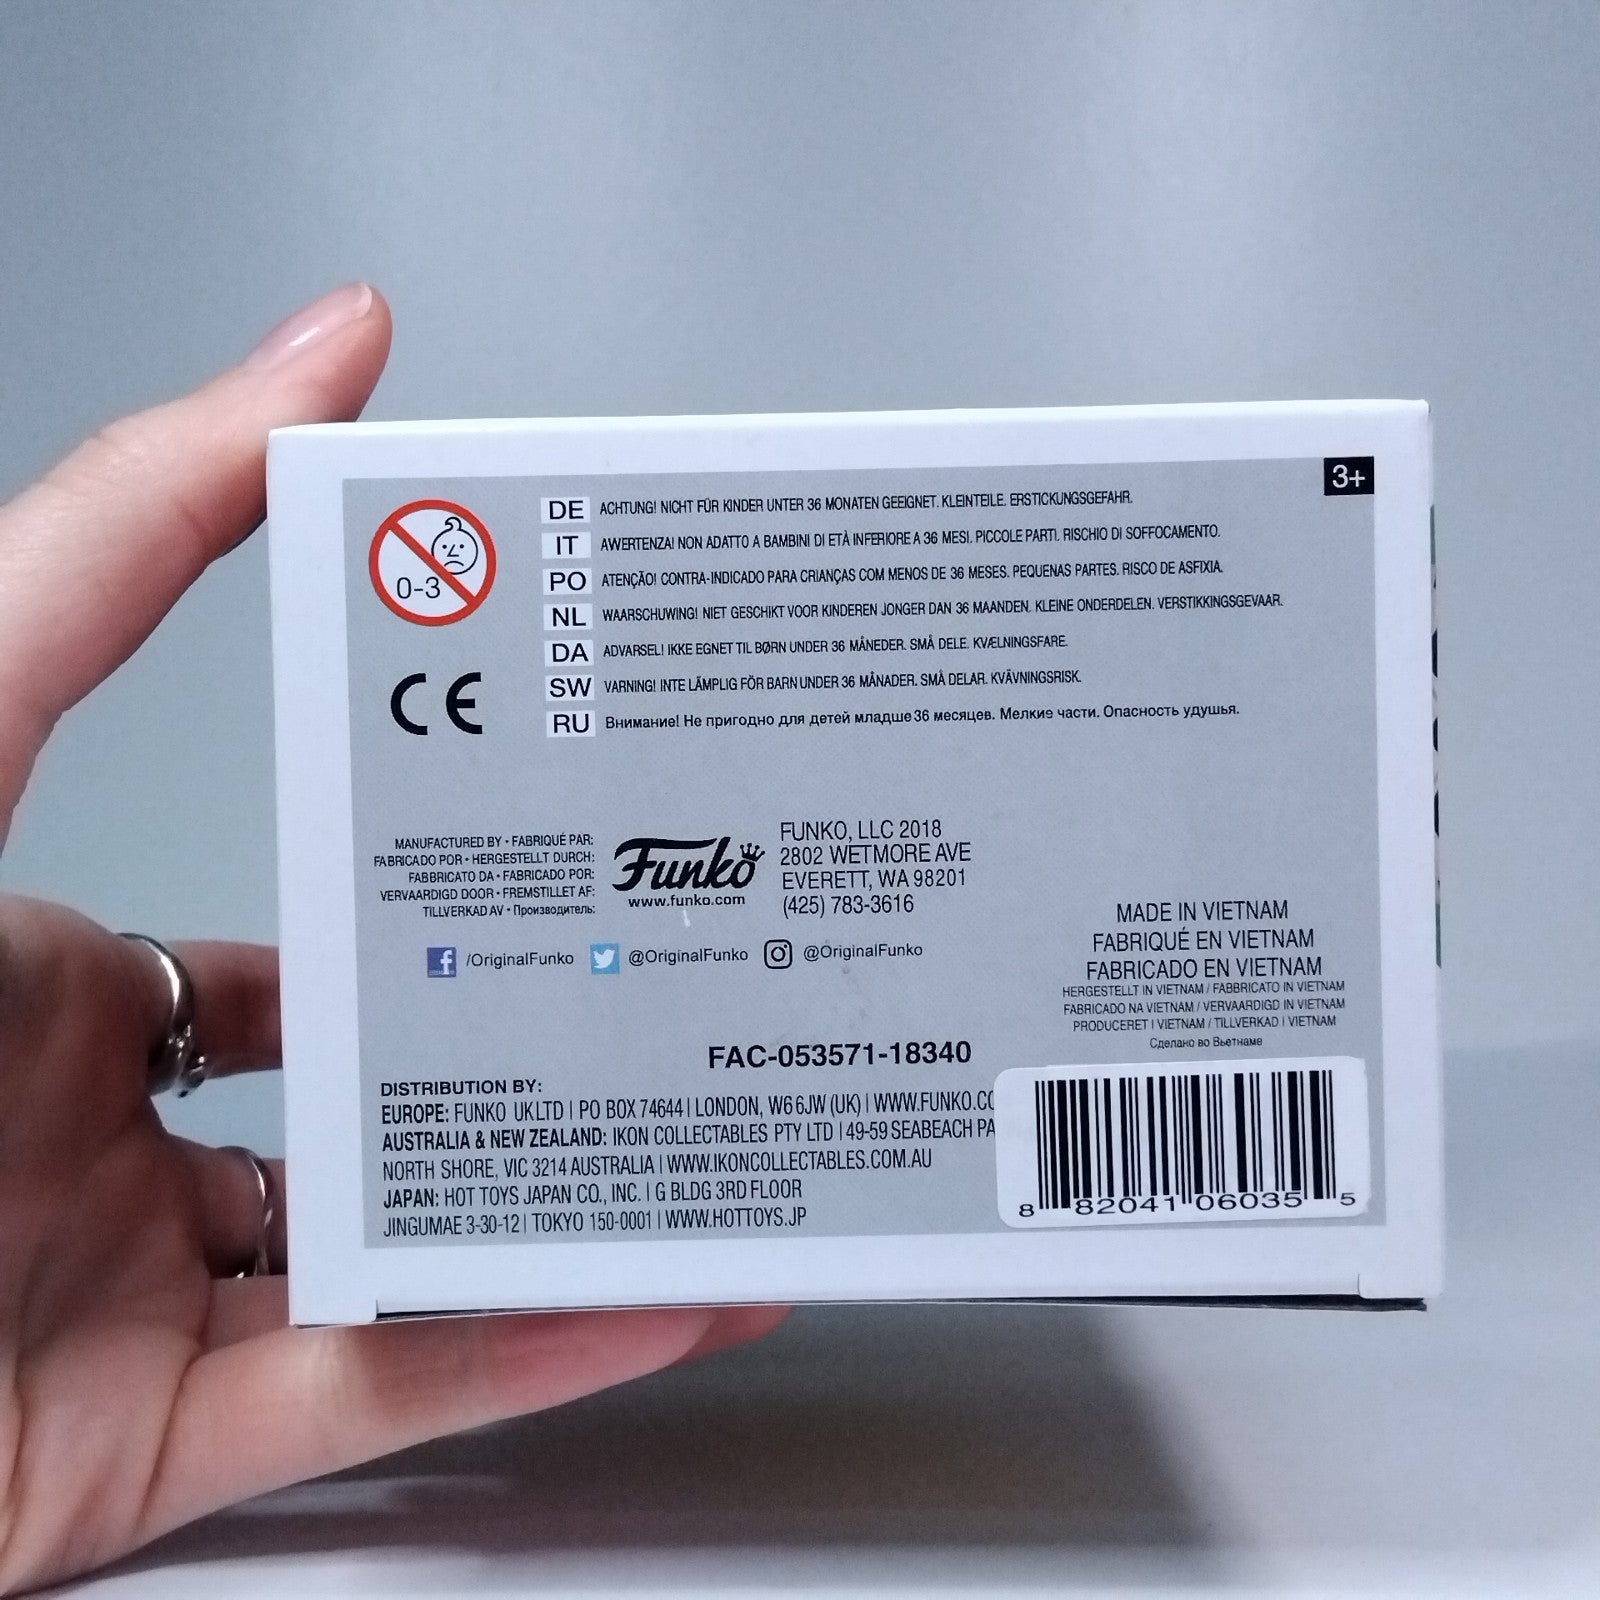 3+
0-3
DE ACHTUNG! NICHT FÜR KINDER UNTER 36 MONATEN GEEIGNET. KLEINTEILE. ERSTICKUNGSGEFAHR.
IT AWERTENZA! NON ADATTO A BAMBINI DI ETÀ INFERIORE A 36 MESI. PICCOLE PARTI. RISCHIO DI SOFFOCAMENTO.
PO ATENÇÃO! CONTRA-INDICADO PARA CRIANÇAS COM MENOS DE 36 MESES. PEQUENAS PARTES. RISCO DE ASFIXIA.
NL WAARSCHUWING! NIET GESCHIKT VOOR KINDEREN JONGER DAN 36 MAANDEN. KLEINE ONDERDELEN. VERSTIKKINGSGEVAAR.
DA ADVARSEL! IKKE EGNET TIL BØRN UNDER 36 MÅNEDER. SMÅ DELE. KVÆLNINGSFARE.
SW VARNING! INTE LÄMPLIG FÖR BARN UNDER 36 MÅNADER. SMÅ DELAR. KVÄVNINGSRISK.
RU Внимание! Не пригодно для детей младше 36 месяцев. Мелкие части. Опасность удушья.
CE
MANUFACTURED BY • FABRIQUÉ PAR:
FABRICADO POR • HERGESTELLT DURCH:
FABBRICATO DA • FABRICADO POR:
VERVAARDIGD DOOR • FREMSTILLET AF:
TILLVERKAD AV • Производитель:
Funko
www.funko.com
FUNKO, LLC 2018
2802 WETMORE AVE
EVERETT, WA 98201
(425) 783-3616
/OriginalFunko @OriginalFunko @OriginalFunko
MADE IN VIETNAM
FABRIQUÉ EN VIETNAM
FABRICADO EN VIETNAM
HERGESTELLT IN VIETNAM / FABBRICATO IN VIETNAM
FABRICADO NA VIETNAM / VERVAARDIGD IN VIETNAM
PRODUCERET I VIETNAM / TILLVERKAD I VIETNAM
Сделано во Вьетнаме
FAC-053571-18340
DISTRIBUTION BY:
EUROPE: FUNKO UK LTD | PO BOX 74644 | LONDON, W6 6JW (UK) | WWW.FUNKO.CO
AUSTRALIA & NEW ZEALAND: IKON COLLECTABLES PTY LTD | 49-59 SEABEACH PA
NORTH SHORE, VIC 3214 AUSTRALIA | WWW.IKONCOLLECTABLES.COM.AU
JAPAN: HOT TOYS JAPAN CO., INC. | G BLDG 3RD FLOOR
JINGUMAE 3-30-12 | TOKYO 150-0001 | WWW.HOTTOYS.JP
8 82041 06035 5